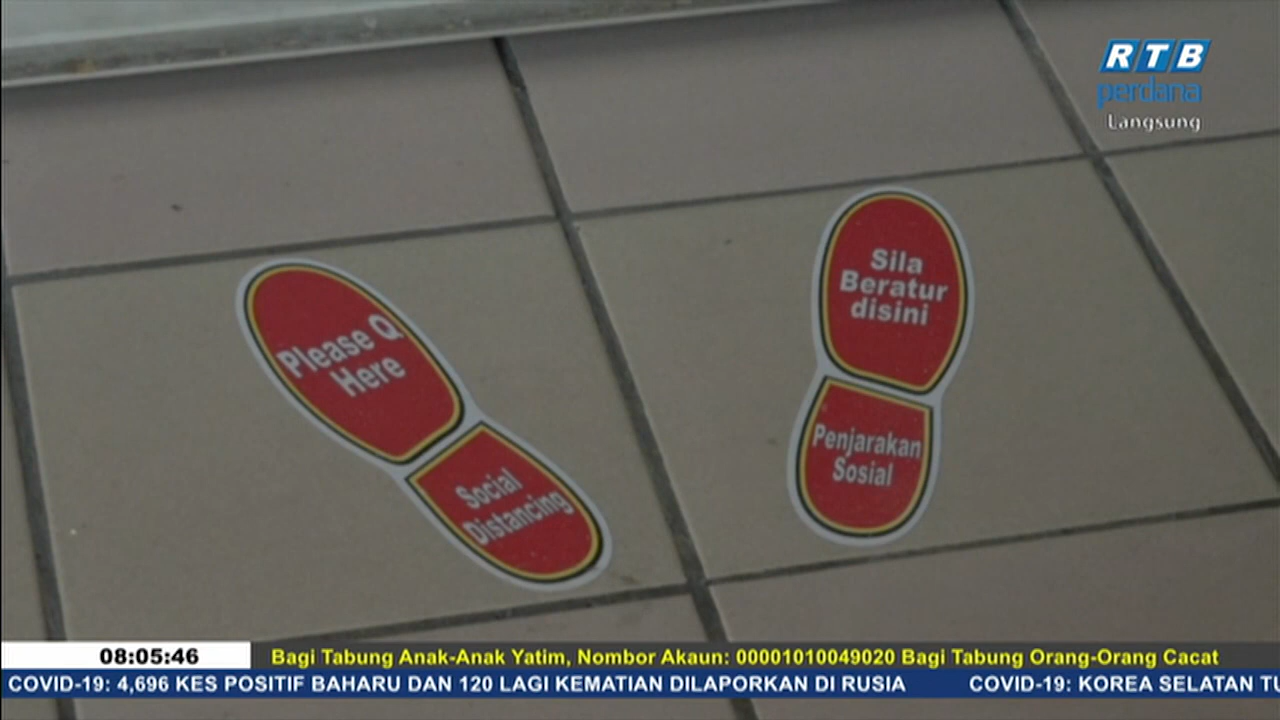 RTB
perdana
Langsung
Please Q
Here
Social
Distancing
Sila
Beratur
disini
Penjarakan
Sosial
08:05:46
Bagi Tabung Anak-Anak Yatim, Nombor Akaun: 00001010049020 Bagi Tabung Orang-Orang Cacat
COVID-19: 4,696 KES POSITIF BAHARU DAN 120 LAGI KEMATIAN DILAPORKAN DI RUSIA COVID-19: KOREA SELATAN